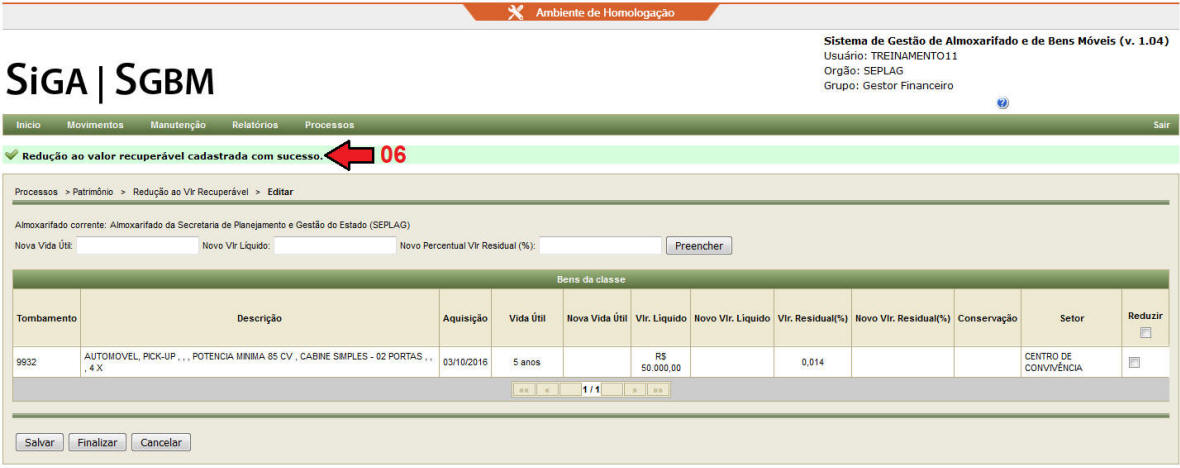 Ambiente de Homologação
Sistema de Gestão de Almoxarifado e de Bens Móveis (v. 1.04)
Usuário: TREINAMENTO11
Orgão: SEPLAG
Grupo: Gestor Financeiro
SiGA | SGBM
Inicio Movimentos Manutenção Relatórios Processos Sair
Redução ao valor recuperável cadastrada com sucesso. 06
Processos > Patrimônio > Redução ao Vlr Recuperável > Editar
Almoxarifado corrente: Almoxarifado da Secretaria de Planejamento e Gestão do Estado (SEPLAG)
Nova Vida Útil: Novo Vlr Líquido: Novo Percentual Vlr Residual (%): Preencher
Bens da classe
Tombamento Descrição Aquisição Vida Útil Nova Vida Útil Vlr. Líquido Novo Vlr. Líquido Vlr. Residual(%) Novo Vlr. Residual(%) Conservação Setor Reduzir
9932 AUTOMOVEL, PICK-UP , , , POTENCIA MINIMA 85 CV , CABINE SIMPLES - 02 PORTAS , , 03/10/2016 5 anos R$ 0,014 CENTRO DE
, 4 X 50.000,00 CONVIVÊNCIA
«« « 1 / 1 » »»
Salvar Finalizar Cancelar